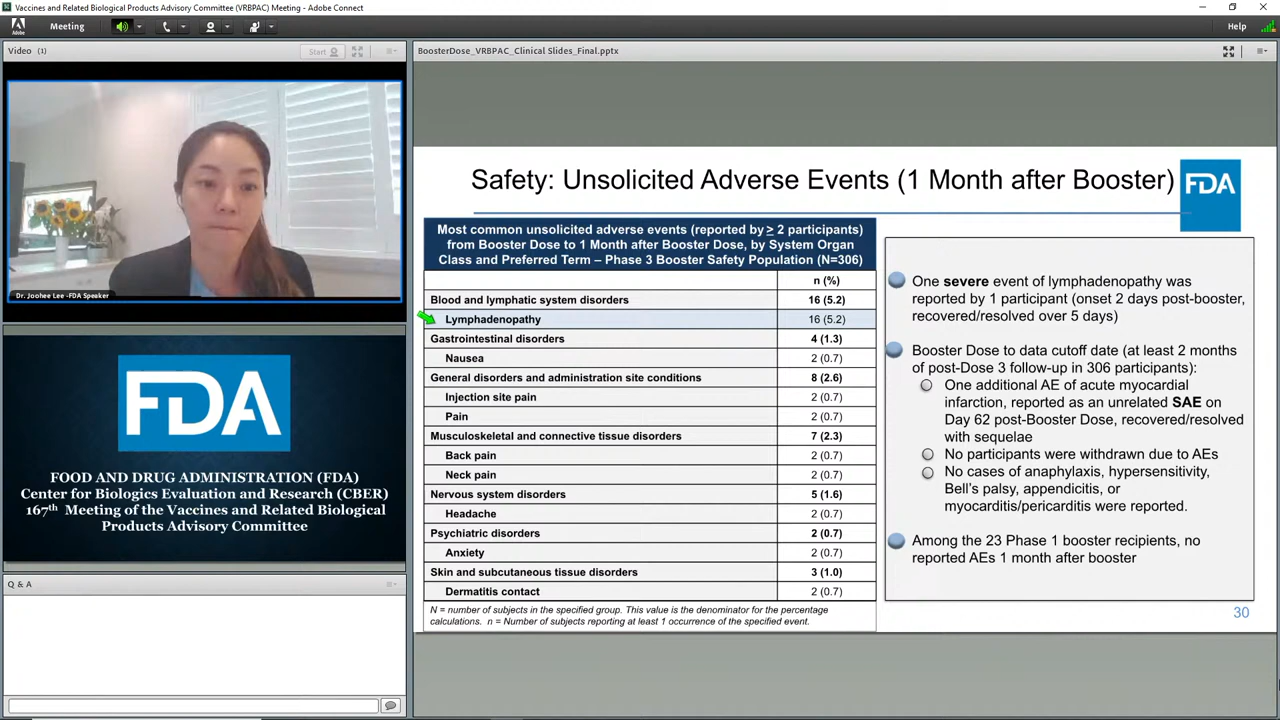 Vaccines and Related Biological Products Advisory Committee (VRBPAC) Meeting - Adobe Connect
Adobe
Meeting
Help
Video (1)
Start
Dr. Joohee Lee -FDA Speaker
FDA
FOOD AND DRUG ADMINISTRATION (FDA)
Center for Biologics Evaluation and Research (CBER)
167th Meeting of the Vaccines and Related Biological
Products Advisory Committee
Q & A
BoosterDose_VRBPAC_Clinical Slides_Final.pptx
Safety: Unsolicited Adverse Events (1 Month after Booster)
FDA
Most common unsolicited adverse events (reported by ≥ 2 participants)
from Booster Dose to 1 Month after Booster Dose, by System Organ
Class and Preferred Term – Phase 3 Booster Safety Population (N=306)
n (%)
Blood and lymphatic system disorders 16 (5.2)
Lymphadenopathy 16 (5.2)
Gastrointestinal disorders 4 (1.3)
Nausea 2 (0.7)
General disorders and administration site conditions 8 (2.6)
Injection site pain 2 (0.7)
Pain 2 (0.7)
Musculoskeletal and connective tissue disorders 7 (2.3)
Back pain 2 (0.7)
Neck pain 2 (0.7)
Nervous system disorders 5 (1.6)
Headache 2 (0.7)
Psychiatric disorders 2 (0.7)
Anxiety 2 (0.7)
Skin and subcutaneous tissue disorders 3 (1.0)
Dermatitis contact 2 (0.7)
N = number of subjects in the specified group. This value is the denominator for the percentage
calculations. n = Number of subjects reporting at least 1 occurrence of the specified event.
One severe event of lymphadenopathy was
reported by 1 participant (onset 2 days post-booster,
recovered/resolved over 5 days)
Booster Dose to data cutoff date (at least 2 months
of post-Dose 3 follow-up in 306 participants):
One additional AE of acute myocardial
infarction, reported as an unrelated SAE on
Day 62 post-Booster Dose, recovered/resolved
with sequelae
No participants were withdrawn due to AEs
No cases of anaphylaxis, hypersensitivity,
Bell's palsy, appendicitis, or
myocarditis/pericarditis were reported.
Among the 23 Phase 1 booster recipients, no
reported AEs 1 month after booster
30